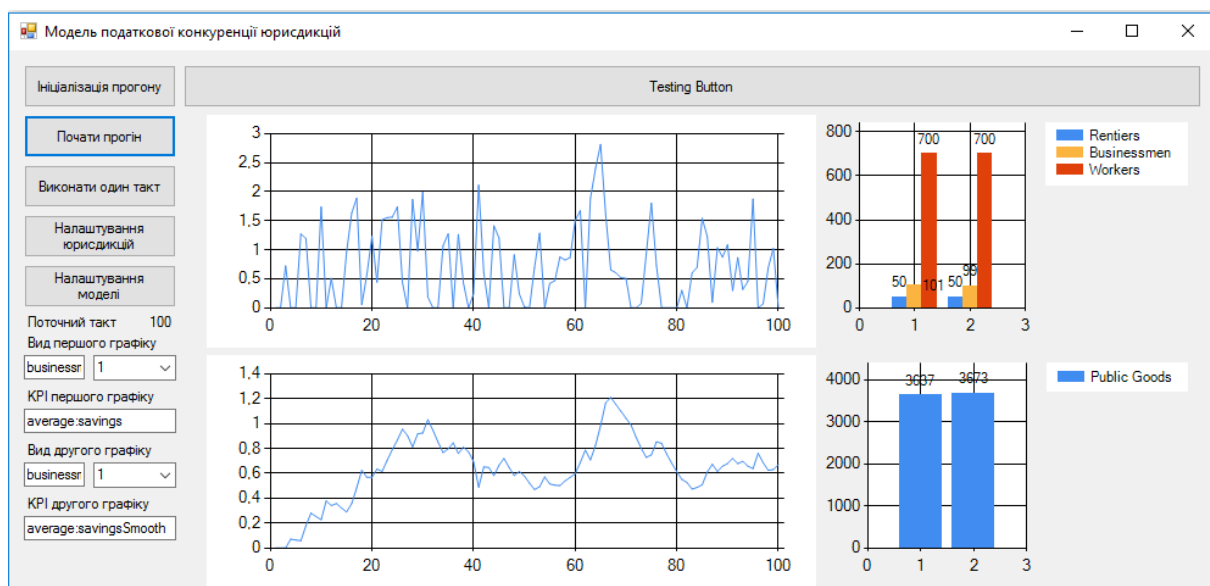 Модель податкової конкуренції юрисдикцій
Ініціалізація прогону
Testing Button
Почати прогін
Виконати один такт
Налаштування
юрисдикцій
Налаштування
моделі
Поточний такт 100
Вид першого графіку
businessr 1
KPI першого графіку
average:savings
Вид другого графіку
businessr 1
KPI другого графіку
average:savingsSmooth
3
2,5
2
1,5
1
0,5
0
0 20 40 60 80 100
800
600
400
200
0
700 700
50 101 50 99
0 1 2 3
Rentiers
Businessmen
Workers
1,4
1,2
1
0,8
0,6
0,4
0,2
0
0 20 40 60 80 100
4000
3000
2000
1000
0
3637 3673
0 1 2 3
Public Goods